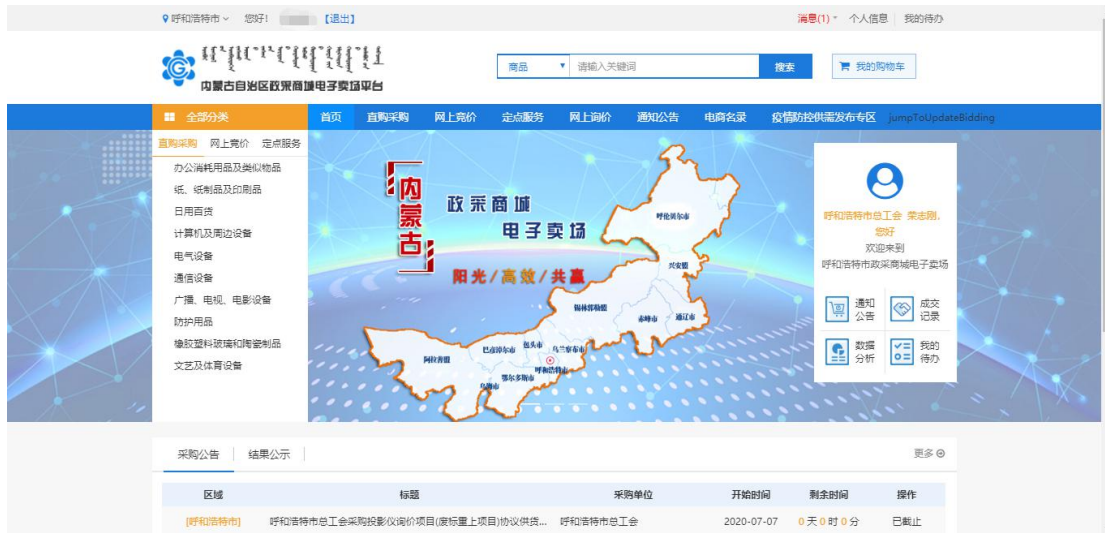 呼和浩特市 您好! 【退出】 消息(1) 个人信息 我的待办
内蒙古自治区政采商城电子卖场平台
商品 请输入关键词 搜索 我的购物车
全部分类 首页 直购采购 网上竞价 定点服务 网上询价 通知公告 电商名录 疫情防控供需发布专区 jumpToUpdateBidding
直购采购 网上竞价 定点服务
办公消耗用品及类似物品
纸、纸制品及印刷品
日用百货
计算机及周边设备
电气设备
通信设备
广播、电视、电影设备
防护用品
橡胶塑料玻璃和陶瓷制品
文艺及体育设备
内蒙古
政采商城
电子卖场
阳光/高效/共赢
呼伦贝尔市
兴安盟
锡林郭勒盟
赤峰市
通辽市
阿拉善盟
巴彦淖尔市
包头市
乌兰察布市
呼和浩特市
鄂尔多斯市
乌海市
呼和浩特市总工会 荣志刚,
您好
欢迎来到
呼和浩特市政采商城电子卖场
通知公告
成交记录
数据分析
我的待办
采购公告 结果公示 更多
区域 标题 采购单位 开始时间 剩余时间 操作
[呼和浩特市] 呼和浩特市总工会采购投影仪询价项目(废标重上项目)协议供货... 呼和浩特市总工会 2020-07-07 0 天 0 时 0 分 已截止